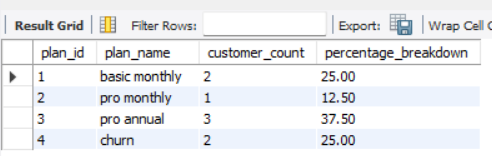 Result Grid Filter Rows: Export: Wrap Cell C
plan_id plan_name customer_count percentage_breakdown
1 basic monthly 2 25.00
2 pro monthly 1 12.50
3 pro annual 3 37.50
4 churn 2 25.00